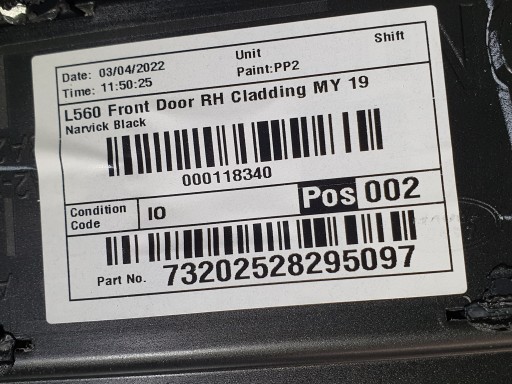 Date: 03/04/2022 Unit Shift
Time: 11:50:25 Paint:PP2
L560 Front Door RH Cladding MY 19
Narvick Black
000118340
Condition Code IO Pos 002
Part No. 73202528295097